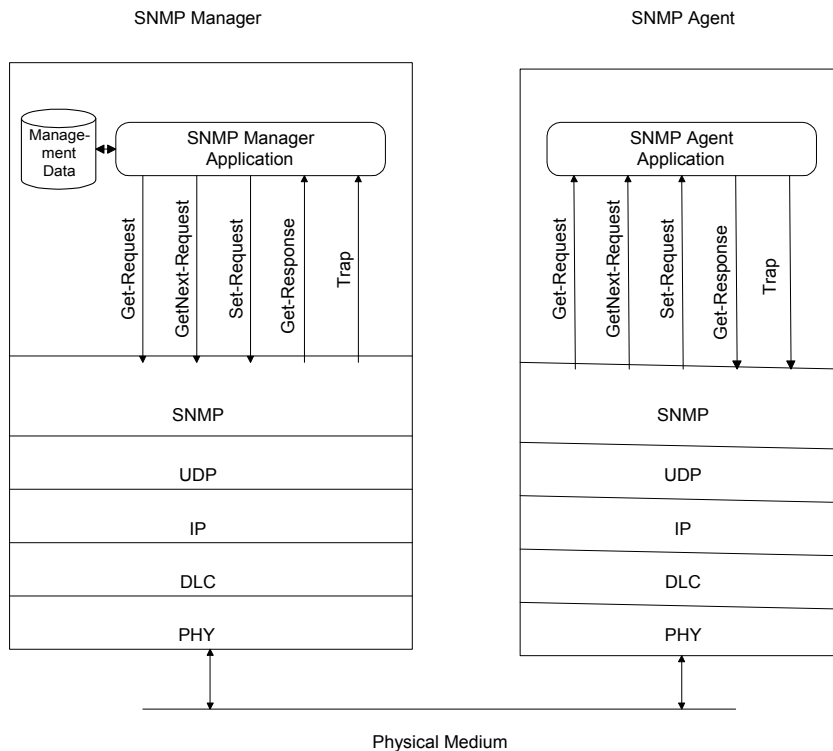 SNMP Manager
SNMP Agent
Manage-
ment
Data
SNMP Manager
Application
Get-Request
GetNext-Request
Set-Request
Get-Response
Trap
SNMP
UDP
IP
DLC
PHY
SNMP Agent
Application
Get-Request
GetNext-Request
Set-Request
Get-Response
Trap
SNMP
UDP
IP
DLC
PHY
Physical Medium